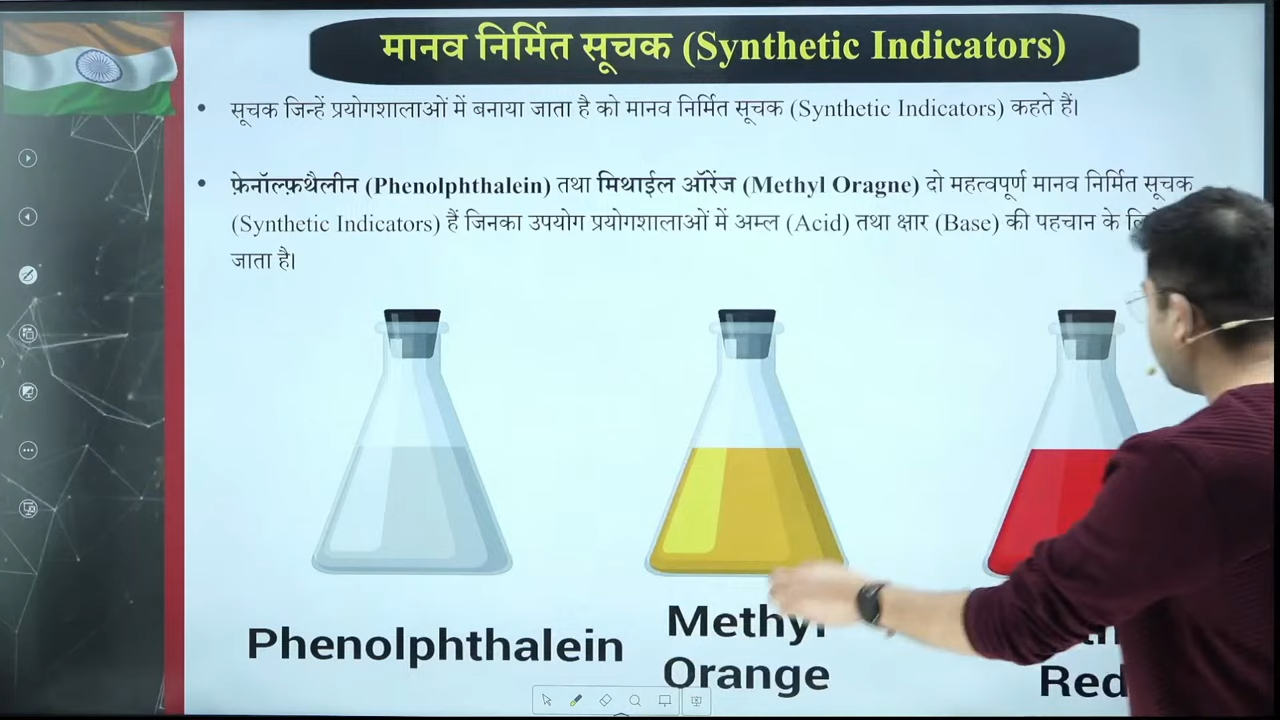 मानव निर्मित सूचक (Synthetic Indicators)
• सूचक जिन्हें प्रयोगशालाओं में बनाया जाता है को मानव निर्मित सूचक (Synthetic Indicators) कहते हैं।
• फ़ेनॉल्फ़थैलीन (Phenolphthalein) तथा मिथाईल ऑरेंज (Methyl Oragne) दो महत्वपूर्ण मानव निर्मित सूचक
(Synthetic Indicators) हैं जिनका उपयोग प्रयोगशालाओं में अम्ल (Acid) तथा क्षार (Base) की पहचान के
जाता है।
Phenolphthalein
Methyl
Orange
Red